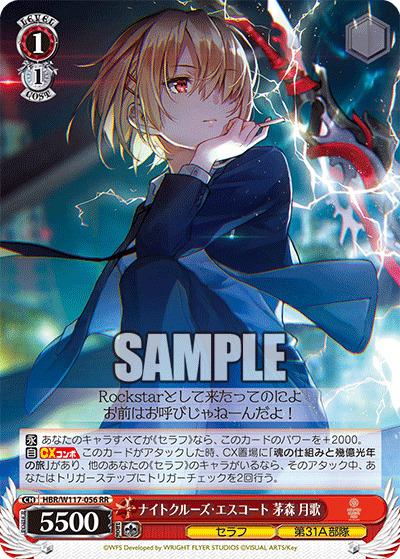 LEVEL
1
1
COST
SAMPLE
Rockstarとして来たってのによ
お前はお呼びじゃねーんだよ！
永 あなたのキャラすべてが《セラフ》なら、このカードのパワーを+2000。
自 CXコンボ このカードがアタックした時、CX置場に「魂の仕組みと幾億光年
の旅」があり、他のあなたの《セラフ》のキャラがいるなら、そのアタック中、あ
なたはトリガーステップにトリガーチェックを2回行う。
CH HBR/W117-056 RR
5500
ナイトクルーズ・エスコート 茅森 月歌
セラフ
第31A部隊
©WFS Developed by WRIGHT FLYER STUDIOS ©VISUAL ARTS/Key